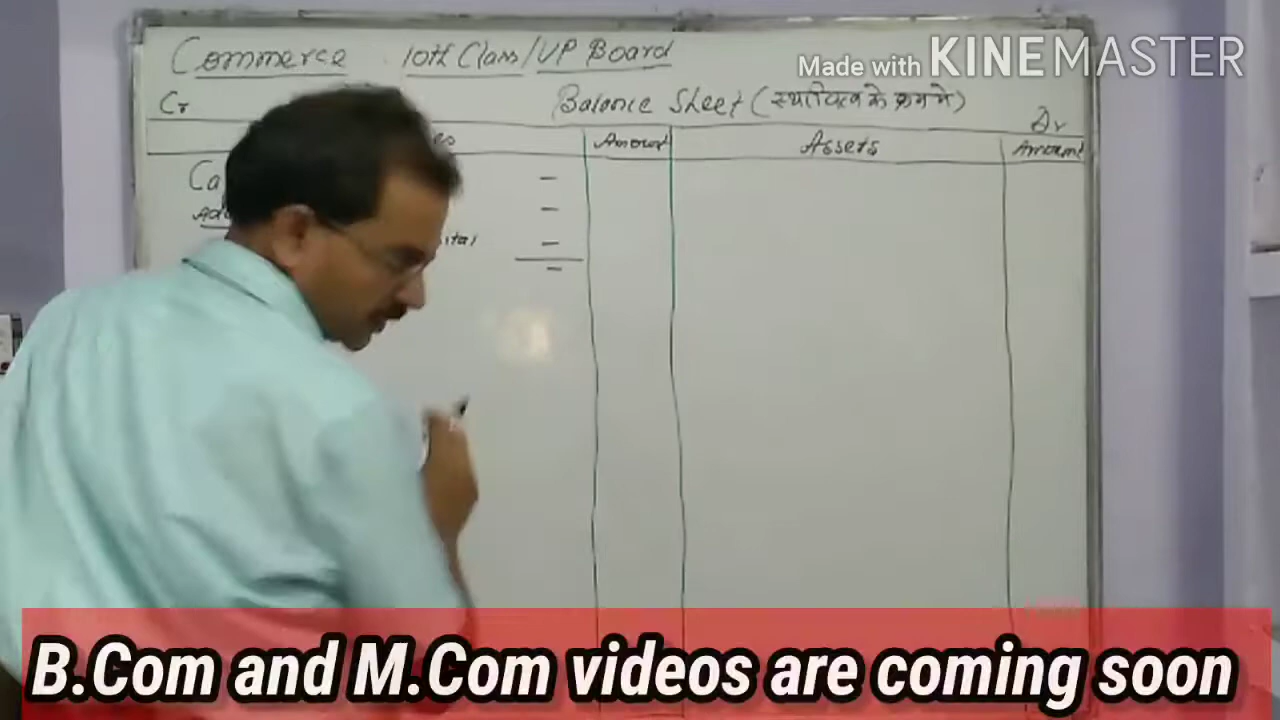 Made with KINEMASTER
Commerce 10th Class/UP Board
Cr Balance Sheet (स्थायित्व के क्रम में) Dr
Amount Assets Amount
—
—
—
—
B.Com and M.Com videos are coming soon